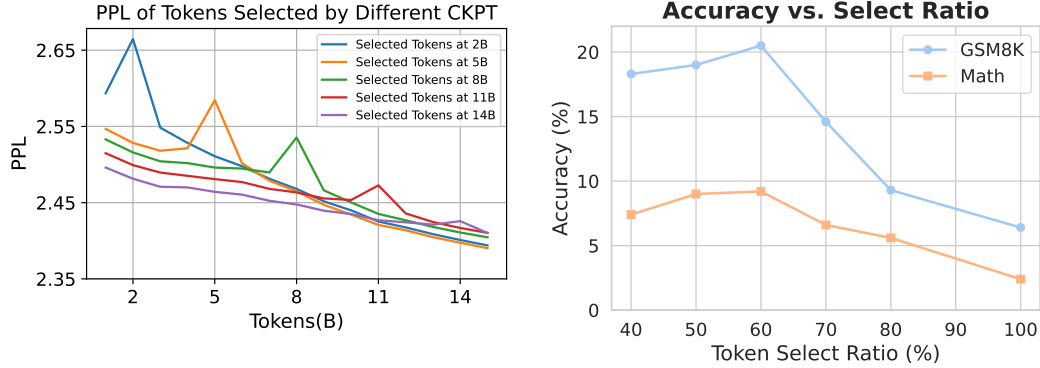 PPL of Tokens Selected by Different CKPT
Selected Tokens at 2B
Selected Tokens at 5B
Selected Tokens at 8B
Selected Tokens at 11B
Selected Tokens at 14B
PPL
2.65
2.55
2.45
2.35
2 5 8 11 14
Tokens(B)
Accuracy vs. Select Ratio
GSM8K
Math
Accuracy (%)
20
15
10
5
0
40 50 60 70 80 90 100
Token Select Ratio (%)